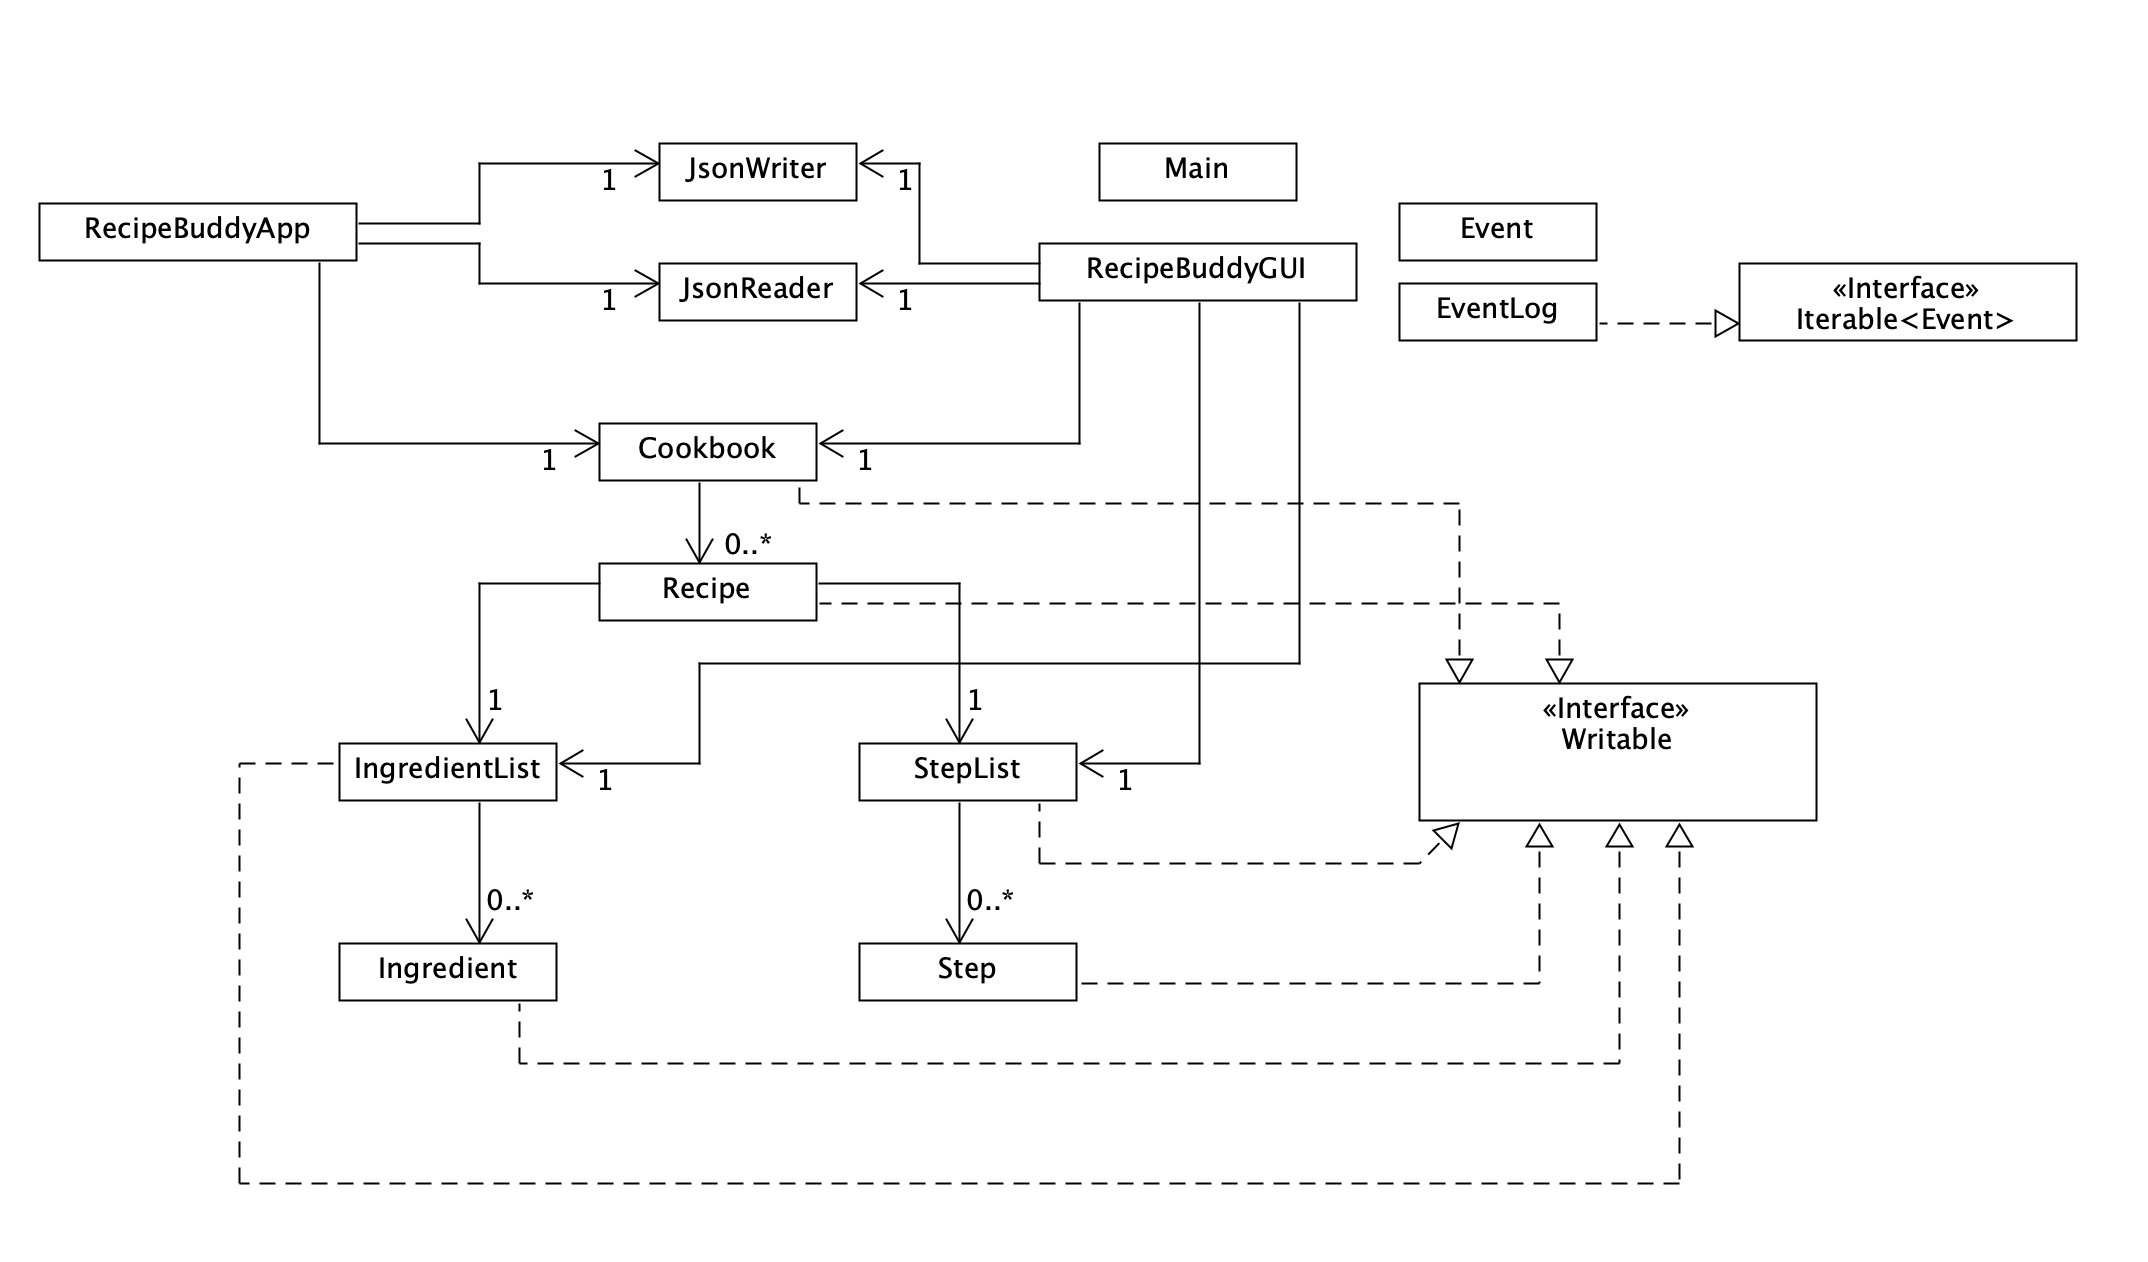 JsonWriter
1
1
Main
RecipeBuddyApp
Event
JsonReader
1
1
RecipeBuddyGUI
EventLog
«Interface»
Iterable<Event>
Cookbook
1
1
0..*
Recipe
1
1
«Interface»
Writable
IngredientList
1
StepList
1
0..*
0..*
Ingredient
Step